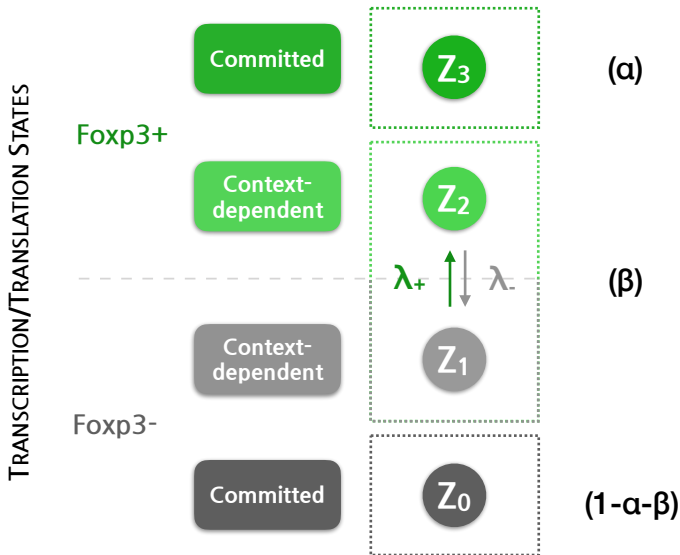 TRANSCRIPTION/TRANSLATION STATES
Committed
Z3
(α)
Foxp3+
Context-
dependent
Z2
λ+
λ-
(β)
Context-
dependent
Z1
Foxp3-
Committed
Z0
(1-α-β)